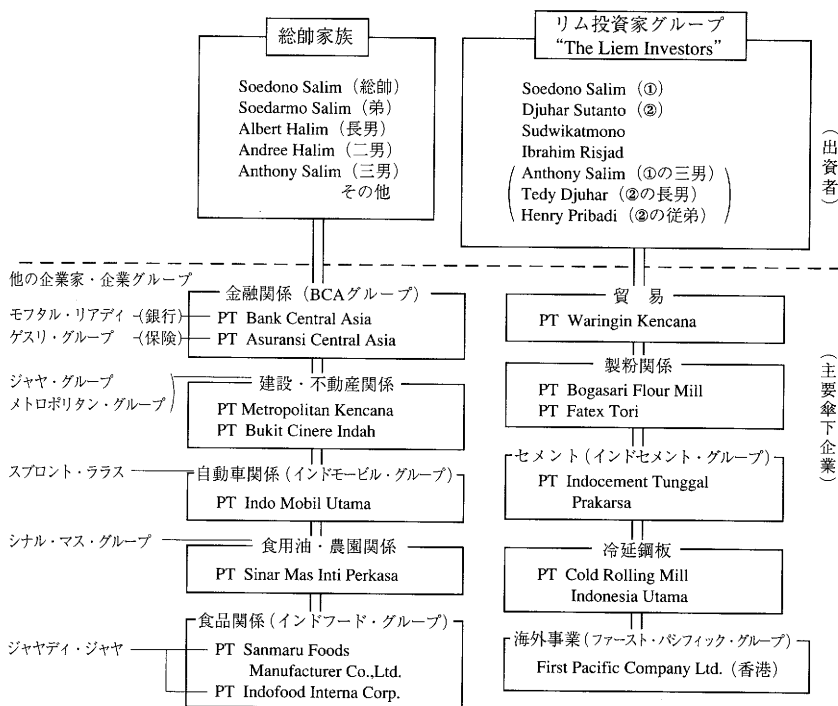 総帥家族
Soedono Salim（総帥）
Soedarmo Salim（弟）
Albert Halim（長男）
Andree Halim（二男）
Anthony Salim（三男）
その他
リム投資家グループ
“The Liem Investors”
Soedono Salim（①）
Djuhar Sutanto（②）
Sudwikatmono
Ibrahim Risjad
Anthony Salim（①の三男）
Tedy Djuhar（②の長男）
Henry Pribadi（②の従弟）
（出資者）
他の企業家・企業グループ
モフタル・リアディ（銀行）
ゲスリ・グループ（保険）
金融関係（BCAグループ）
PT Bank Central Asia
PT Asuransi Central Asia
ジャヤ・グループ
メトロポリタン・グループ
建設・不動産関係
PT Metropolitan Kencana
PT Bukit Cinere Indah
スブロント・ララス
自動車関係（インドモービル・グループ）
PT Indo Mobil Utama
シナル・マス・グループ
食用油・農園関係
PT Sinar Mas Inti Perkasa
食品関係（インドフード・グループ）
ジャヤディ・ジャヤ
PT Sanmaru Foods
Manufacturer Co.,Ltd.
PT Indofood Interna Corp.
貿　易
PT Waringin Kencana
製粉関係
PT Bogasari Flour Mill
PT Fatex Tori
セメント（インドセメント・グループ）
PT Indocement Tunggal
Prakarsa
冷延鋼板
PT Cold Rolling Mill
Indonesia Utama
海外事業（ファースト・パシフィック・グループ）
First Pacific Company Ltd.（香港）
（主要傘下企業）